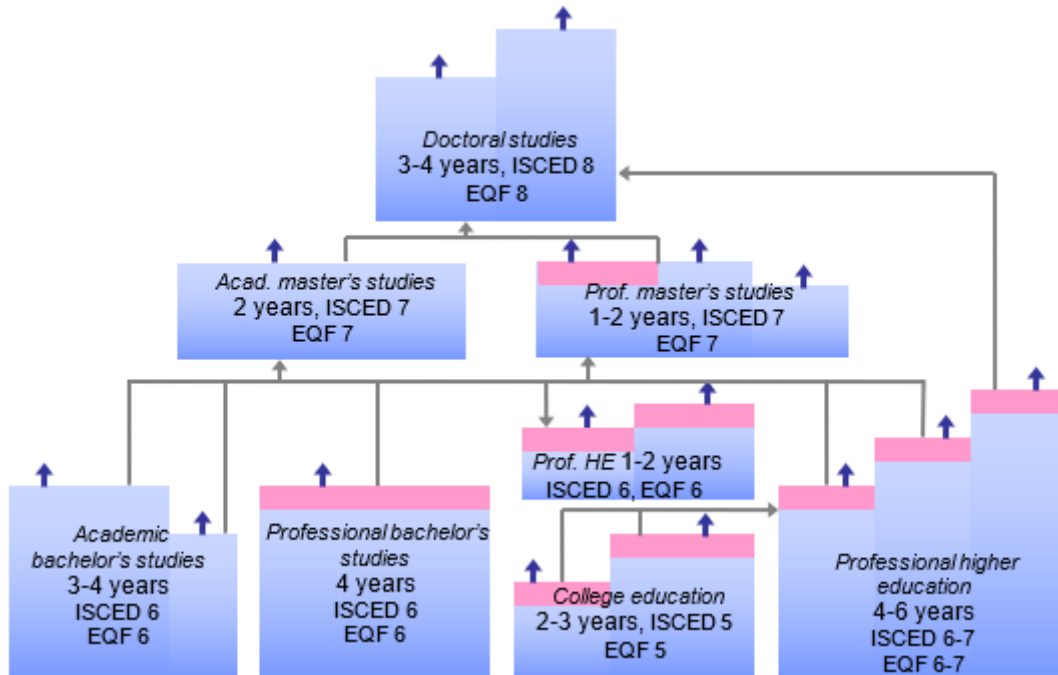 Doctoral studies
3-4 years, ISCED 8
EQF 8
Acad. master's studies
2 years, ISCED 7
EQF 7
Prof. master's studies
1-2 years, ISCED 7
EQF 7
Prof. HE 1-2 years
ISCED 6, EQF 6
Academic
bachelor's studies
3-4 years
ISCED 6
EQF 6
Professional bachelor's
studies
4 years
ISCED 6
EQF 6
College education
2-3 years, ISCED 5
EQF 5
Professional higher
education
4-6 years
ISCED 6-7
EQF 6-7